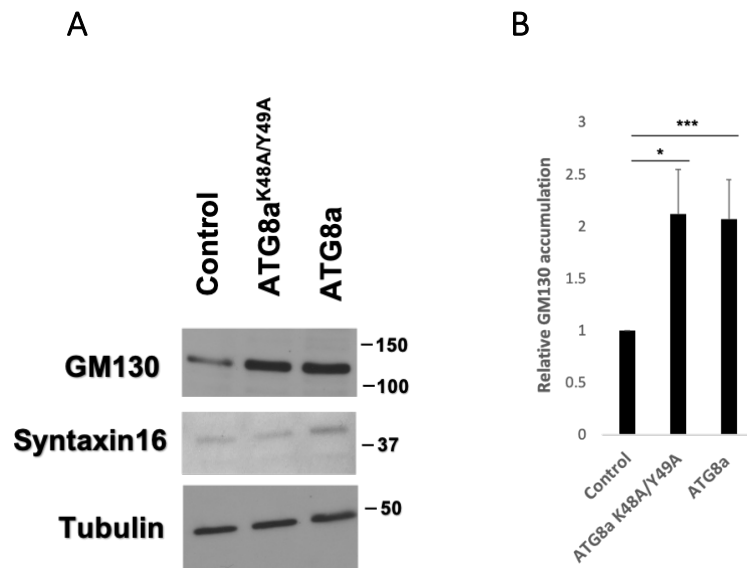 A
B
Control
ATG8aK48A/Y49A
ATG8a
GM130
150
100
Syntaxin16
37
Tubulin
50
Relative GM130 accumulation
3
2.5
2
1.5
1
0.5
0
***
*
Control
ATG8a K48A/Y49A
ATG8a